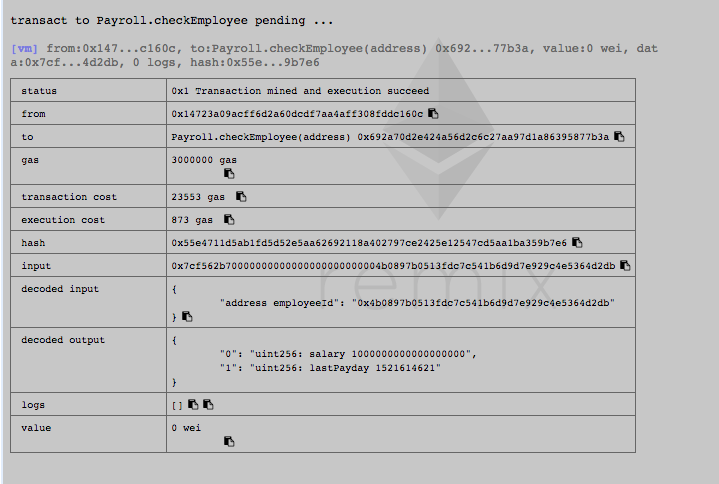 transact to Payroll.checkEmployee pending ...
[vm] from:0x147...c160c, to:Payroll.checkEmployee(address) 0x692...77b3a, value:0 wei, dat
a:0x7cf...4d2db, 0 logs, hash:0x55e...9b7e6
status 0x1 Transaction mined and execution succeed
from 0x14723a09acff6d2a60dcdf7aa4aff308fddc160c
to Payroll.checkEmployee(address) 0x692a70d2e424a56d2c6c27aa97d1a86395877b3a
gas 3000000 gas
transaction cost 23553 gas
execution cost 873 gas
hash 0x55e4711d5ab1fd5d52e5aa62692118a402797ce2425e12547cd5aa1ba359b7e6
input 0x7cf562b70000000000000000000000004b0897b0513fdc7c541b6d9d7e929c4e5364d2db
decoded input {
"address employeeId": "0x4b0897b0513fdc7c541b6d9d7e929c4e5364d2db"
}
decoded output {
"0": "uint256: salary 1000000000000000000",
"1": "uint256: lastPayday 1521614621"
}
logs []
value 0 wei
remix